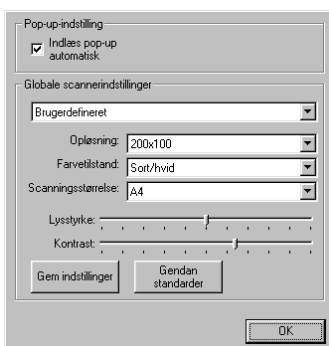 Pop-up-indstilling
Indlæs pop-up
automatisk
Globale scannerindstillinger
Brugerdefineret
Opløsning: 200x100
Farvetilstand: Sort/hvid
Scanningsstørrelse: A4
Lysstyrke:
Kontrast:
Gem indstillinger
Gendan
standarder
OK